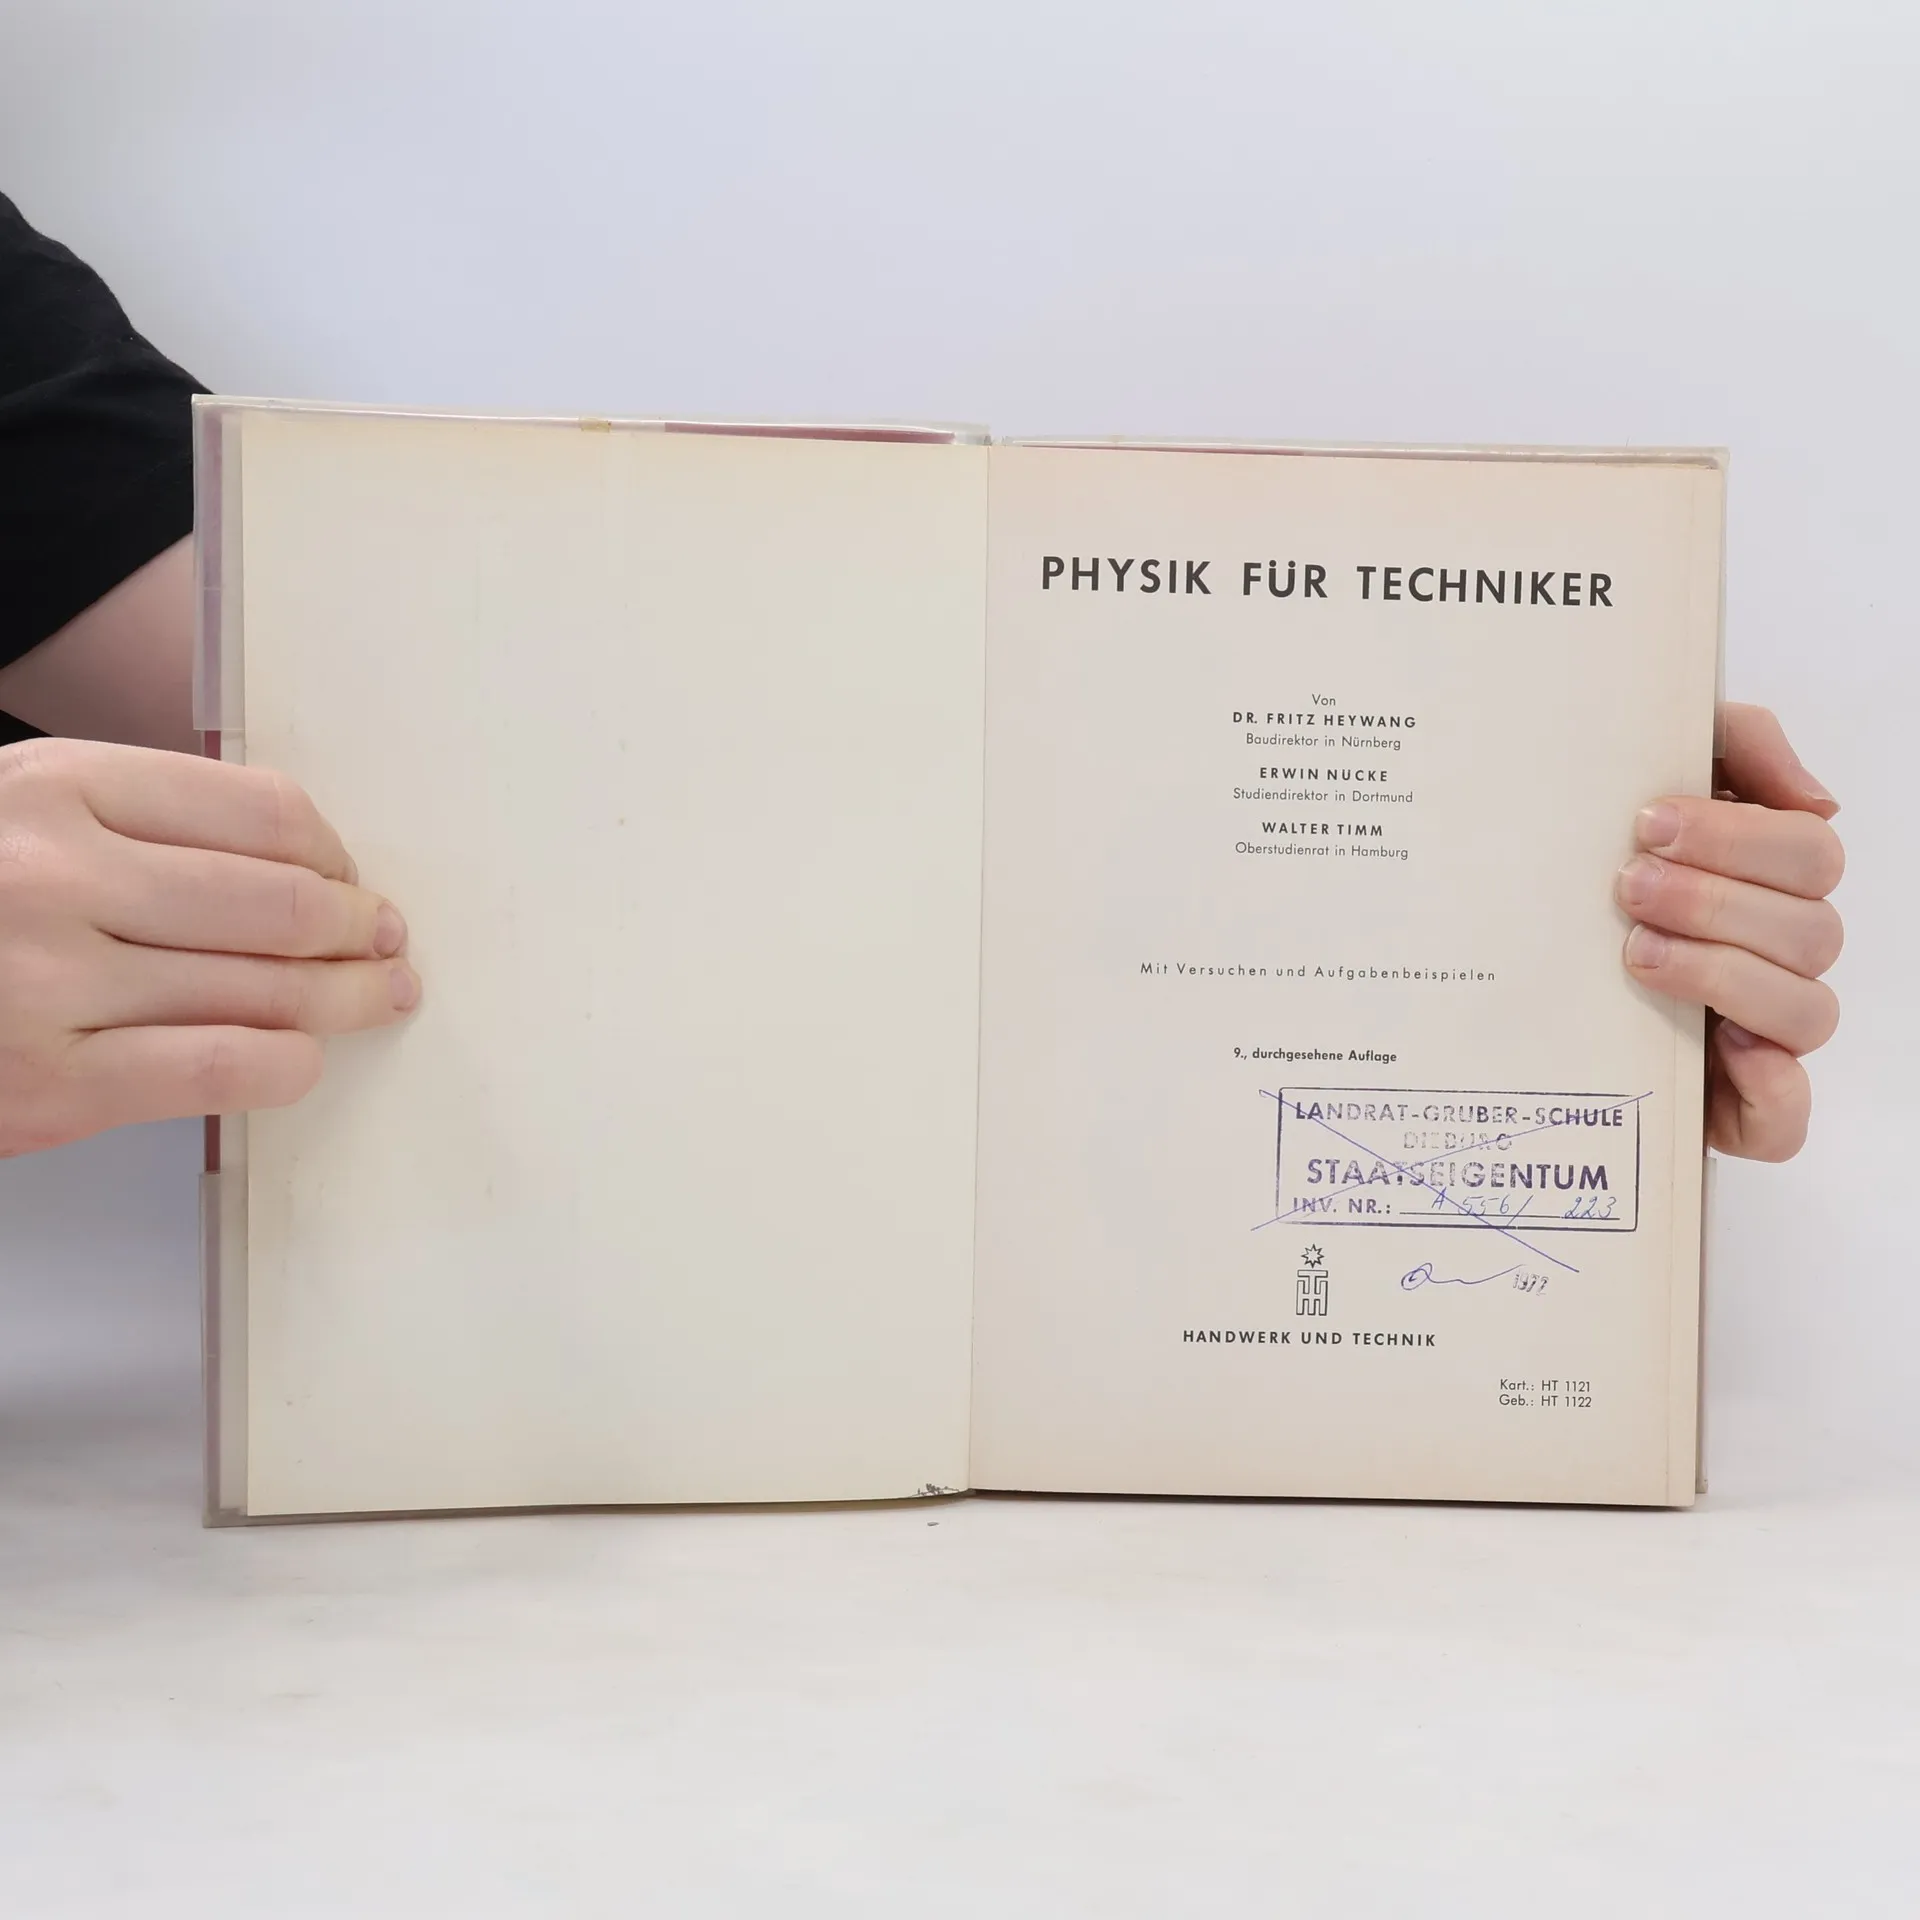 PHYSIK FÜR TECHNIKER
Von
DR. FRITZ HEYWANG
Baudirektor in Nürnberg
ERWIN NUCKE
Studiendirektor in Dortmund
WALTER TIMM
Oberstudienrat in Hamburg
Mit Versuchen und Aufgabenbeispielen
9., durchgesehene Auflage
LANDRAT-GRUBER-SCHULE
DIEBURG
STAATSEIGENTUM
INV. NR.: A 556/ 223
1972
HANDWERK UND TECHNIK
Kart.: HT 1121
Geb.: HT 1122